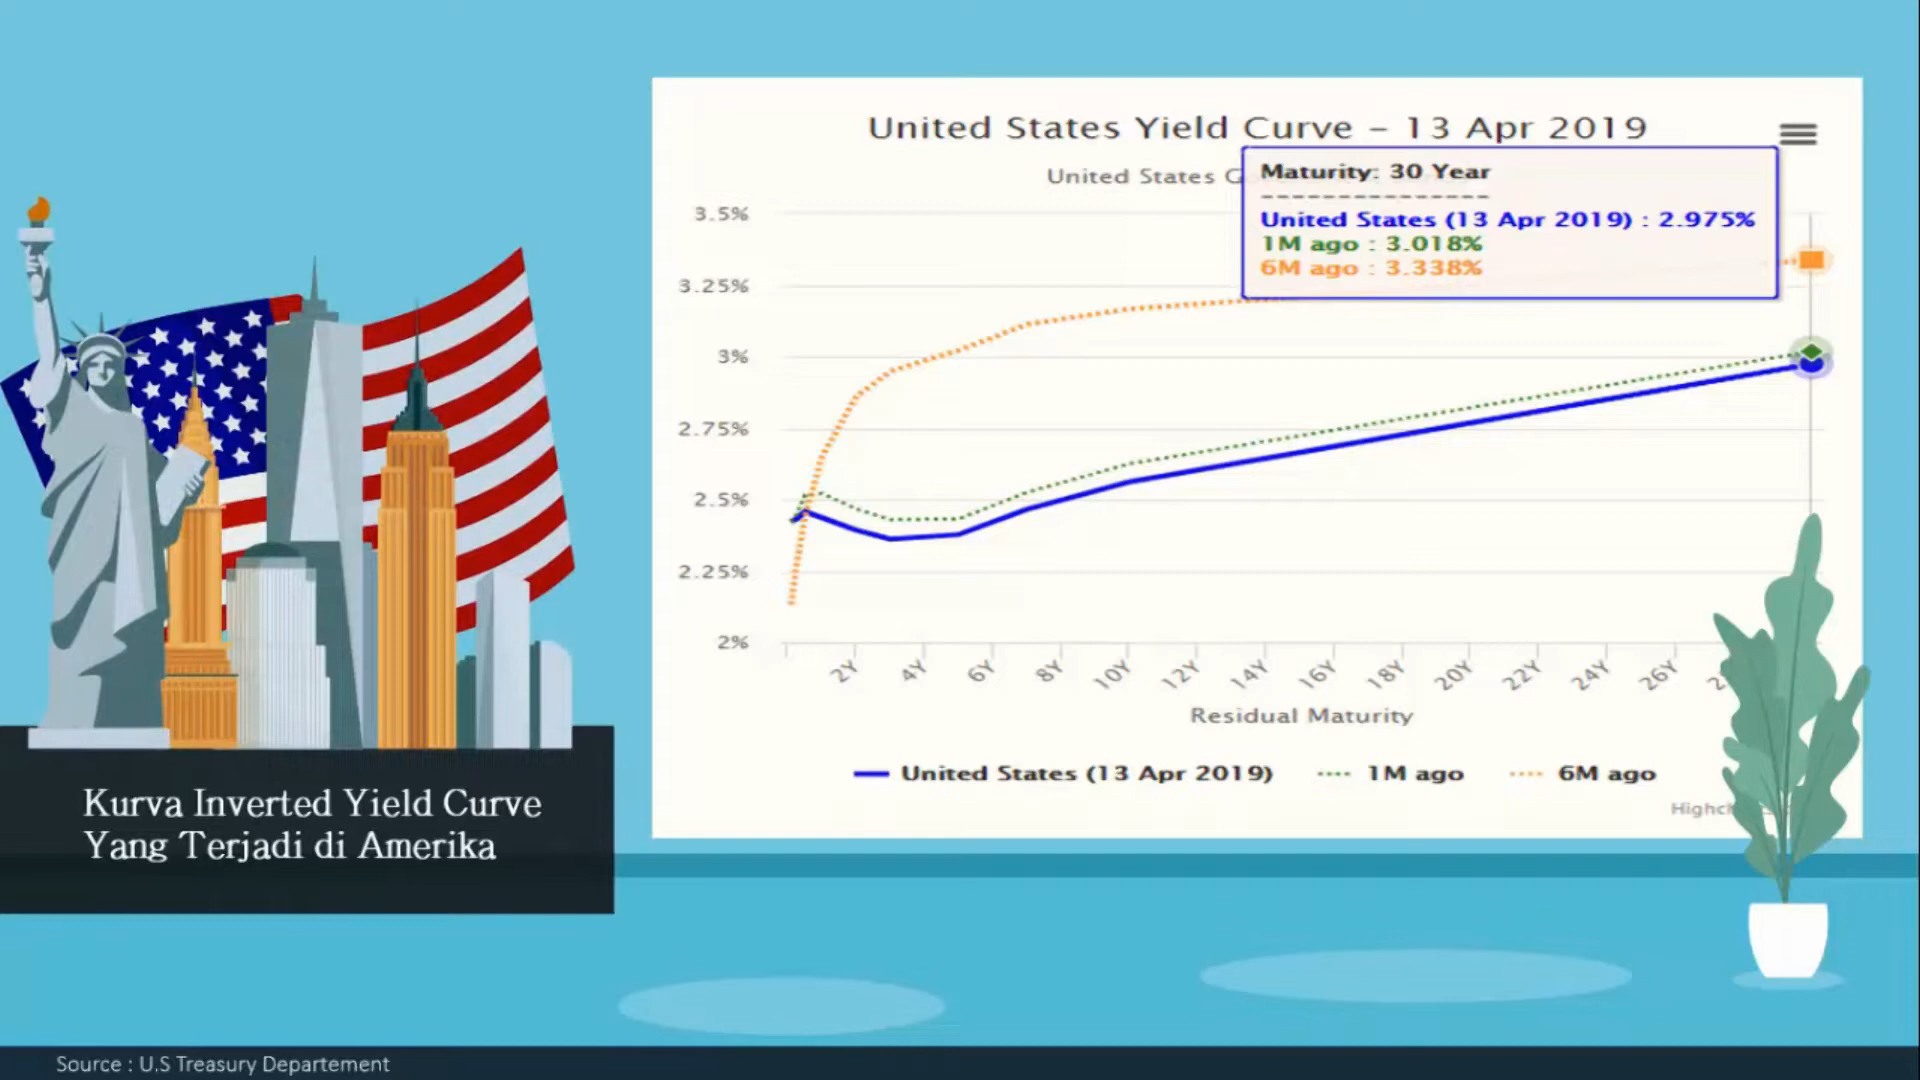 United States Yield Curve – 13 Apr 2019
United States G
Maturity: 30 Year
United States (13 Apr 2019) : 2.975%
1M ago : 3.018%
6M ago : 3.338%
3.5%
3.25%
3%
2.75%
2.5%
2.25%
2%
2Y 4Y 6Y 8Y 10Y 12Y 14Y 16Y 18Y 20Y 22Y 24Y 26Y
Residual Maturity
United States (13 Apr 2019) 1M ago 6M ago
Kurva Inverted Yield Curve
Yang Terjadi di Amerika
Source : U.S Treasury Departement